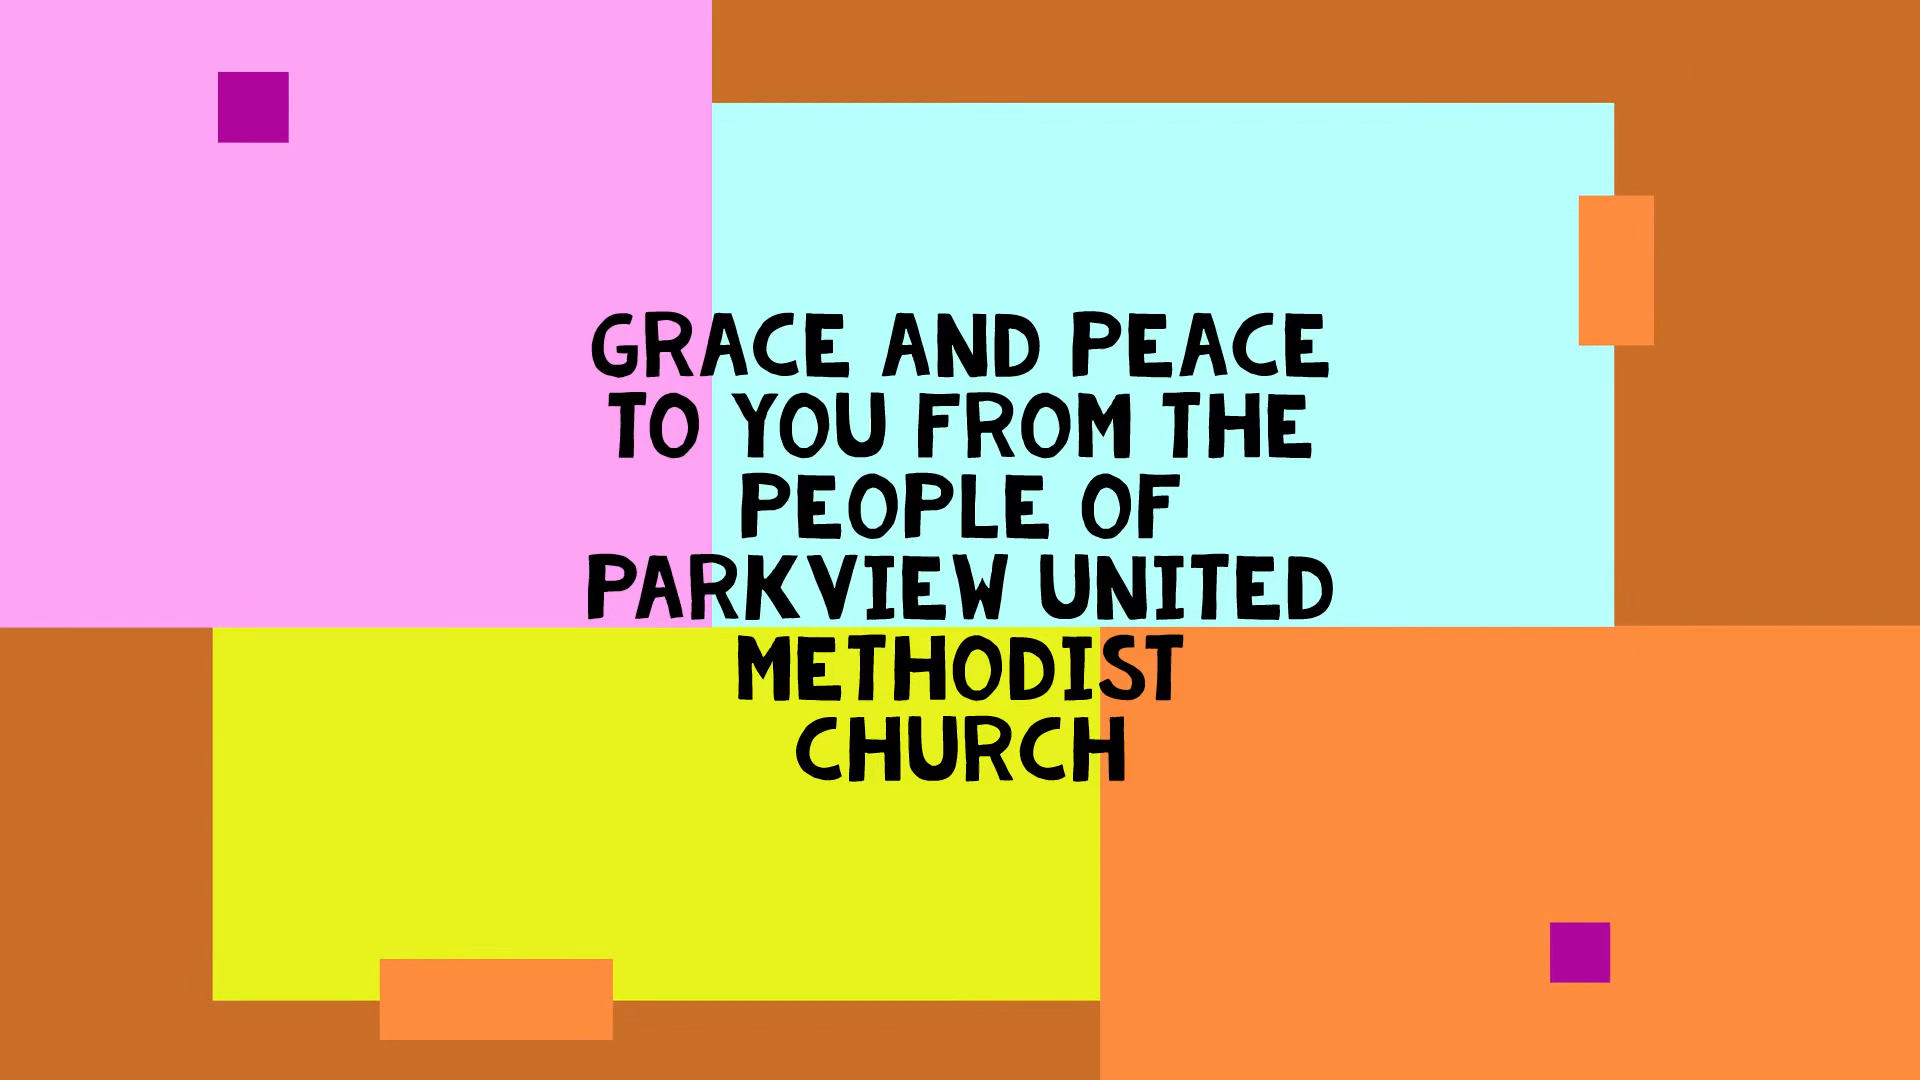 GRACE AND PEACE
TO YOU FROM THE
PEOPLE OF
PARKVIEW UNITED
METHODIST
CHURCH